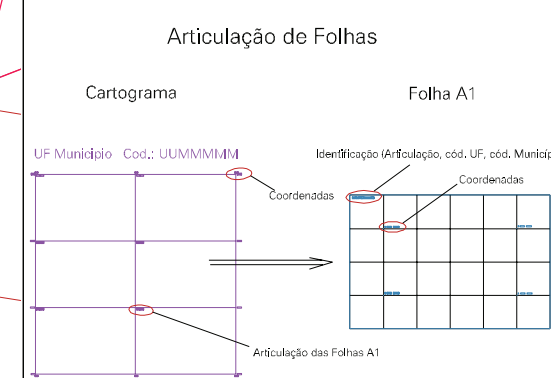 Articulação de Folhas
Cartograma
Folha A1
UF Municipio Cod.: UUMMMMM
Identificação (Articulação, cód. UF, cód. Municíp
Coordenadas
Coordenadas
Articulação das Folhas A1